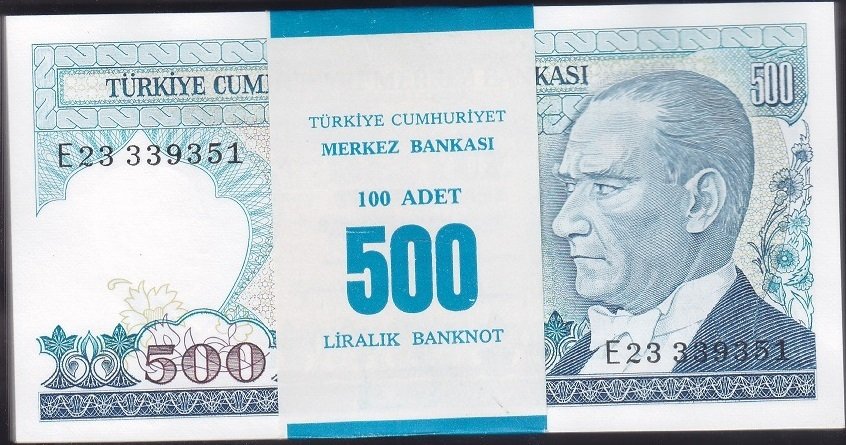 TÜRKİYE CUM
KASI
500
E23 339351
TÜRKİYE CUMHURİYET
MERKEZ BANKASI
100 ADET
500
LİRALIK BANKNOT
E23 339351
500